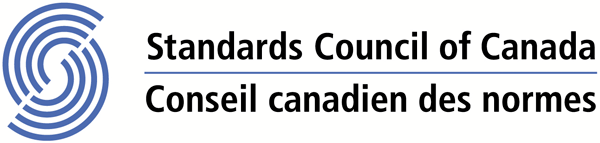 Standards Council of Canada
Conseil canadien des normes